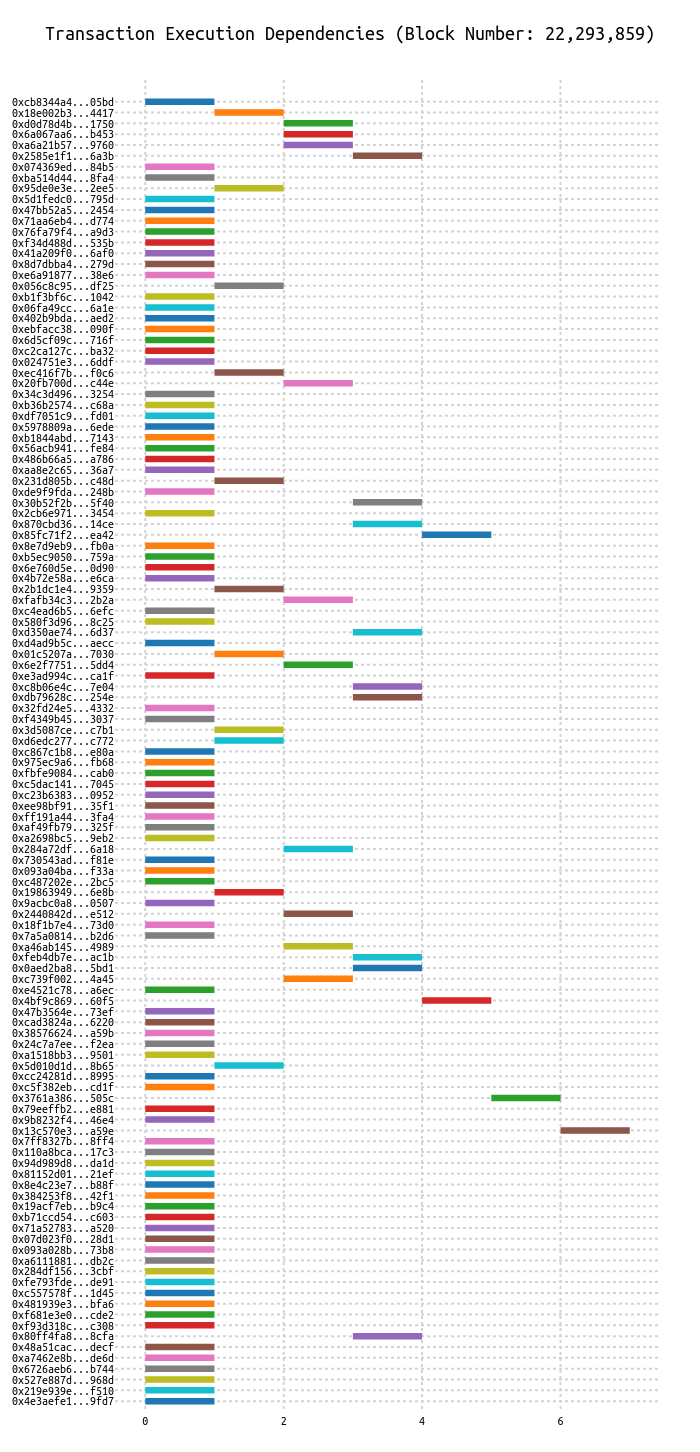 Transaction Execution Dependencies (Block Number: 22,293,859)
0xcb8344a4...05bd
0x18e002b3...4417
0xd0d78d4b...1750
0x6a067aa6...b453
0xa6a21b57...9760
0x2585e1f1...6a3b
0x074369ed...84b5
0xba514d44...8fa4
0x95de0e3e...2ee5
0x5d1fedc0...795d
0x47bb52a5...2454
0x71aa6eb4...d774
0x76fa79f4...a9d3
0xf34d488d...535b
0x41a209f0...6af0
0x8d7dbba4...279d
0xe6a91877...38e6
0x056c8c95...df25
0xb1f3bf6c...1042
0x06fa49cc...6a1e
0x402b9bda...aed2
0xebfacc38...090f
0x6d5cf09c...716f
0xc2ca127c...ba32
0x024751e3...6ddf
0xec416f7b...f0c6
0x20fb700d...c44e
0x34c3d496...3254
0xb36b2574...c68a
0xdf7051c9...fd01
0x5978809a...6ede
0xb1844abd...7143
0x56acb941...fe84
0x486b66a5...a786
0xaa8e2c65...36a7
0x231d805b...c48d
0xde9f9fda...248b
0x30b52f2b...5f40
0x2cb6e971...3454
0x870cbd36...14ce
0x85fc71f2...ea42
0x8e7d9eb9...fb0a
0xb5ec9050...759a
0x6e760d5e...0d90
0x4b72e58a...e6ca
0x2b1dc1e4...9359
0xfafb34c3...2b2a
0xc4ead6b5...6efc
0x580f3d96...8c25
0xd350ae74...6d37
0xd4ad9b5c...aecc
0x01c5207a...7030
0x6e2f7751...5dd4
0xe3ad994c...ca1f
0xc8b06e4c...7e04
0xdb79628c...254e
0x32fd24e5...4332
0xf4349b45...3037
0x3d5087ce...c7b1
0xd6edc277...c772
0xc867c1b8...e80a
0x975ec9a6...fb68
0xfbfe9084...cab0
0xc5dac141...7045
0xc23b6383...0952
0xee98bf91...35f1
0xff191a44...3fa4
0xaf49fb79...325f
0xa2698bc5...9eb2
0x284a72df...6a18
0x730543ad...f81e
0x093a04ba...f33a
0xc487202e...2bc5
0x19863949...6e8b
0x9acbc0a8...0507
0x2440842d...e512
0x18f1b7e4...73d0
0x7a5a0814...b2d6
0xa46ab145...4989
0xfeb4db7e...ac1b
0x0aed2ba8...5bd1
0xc739f002...4a45
0xe4521c78...a6ec
0x4bf9c869...60f5
0x47b3564e...73ef
0xcad3824a...6220
0x38576624...a59b
0x24c7a7ee...f2ea
0xa1518bb3...9501
0x5d010d1d...8b65
0xcc24281d...8995
0xc5f382eb...cd1f
0x3761a386...505c
0x79eeffb2...e881
0x9b8232f4...46e4
0x13c570e3...a59e
0x7ff8327b...8ff4
0x110a8bca...17c3
0x94d989d8...da1d
0x81152d01...21ef
0x8e4c23e7...b88f
0x384253f8...42f1
0x19acf7eb...b9c4
0xb71ccd54...c603
0x71a52783...a520
0x07d023f0...28d1
0x093a028b...73b8
0xa6111881...db2c
0x284df156...3cbf
0xfe793fde...de91
0xc557578f...1d45
0x481939e3...bfa6
0xf681e3e0...cde2
0xf93d318c...c308
0x80ff4fa8...8cfa
0x48a51cac...decf
0xa7462e8b...de6d
0x6726aeb6...b744
0x527e887d...968d
0x219e939e...f510
0x4e3aefe1...9fd7
0 2 4 6